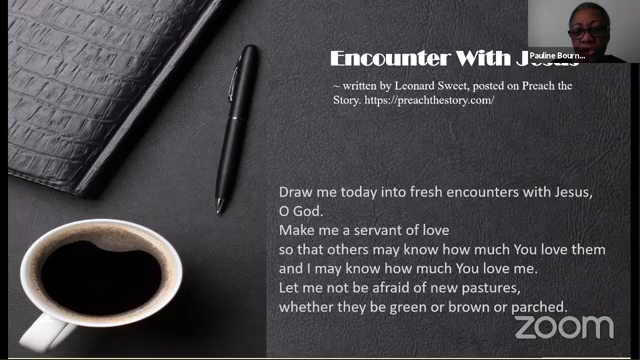 Encounter With Jesus
Pauline Bourn...
~ written by Leonard Sweet, posted on Preach the
Story. https://preachthestory.com/
Draw me today into fresh encounters with Jesus,
O God.
Make me a servant of love
so that others may know how much You love them
and I may know how much You love me.
Let me not be afraid of new pastures,
whether they be green or brown or parched.
zoom